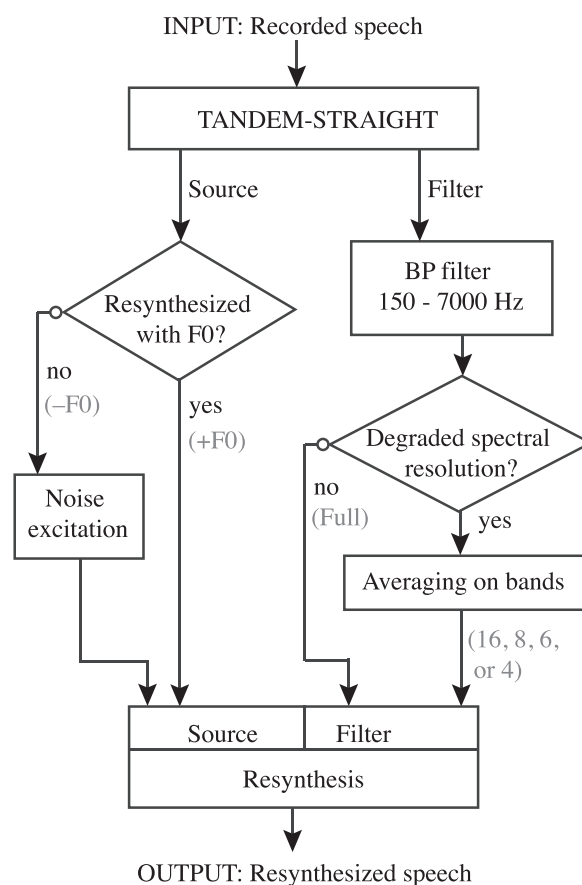 INPUT: Recorded speech
TANDEM-STRAIGHT
Source
Filter
Resynthesized
with F0?
BP filter
150 - 7000 Hz
no
(–F0)
yes
(+F0)
Degraded spectral
resolution?
no
(Full)
yes
Noise
excitation
Averaging on bands
(16, 8, 6,
or 4)
Source
Filter
Resynthesis
OUTPUT: Resynthesized speech